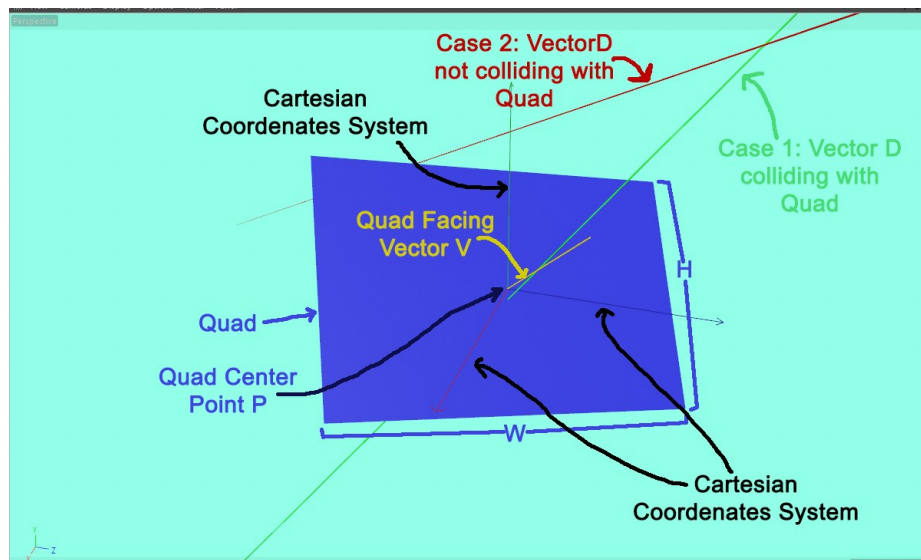 Perspective
Case 2: VectorD
not colliding with
Quad
Cartesian
Coordenates System
Case 1: Vector D
colliding with
Quad
Quad Facing
Vector V
H
Quad
Quad Center
Point P
W
Cartesian
Coordenates System
Y
Z
X